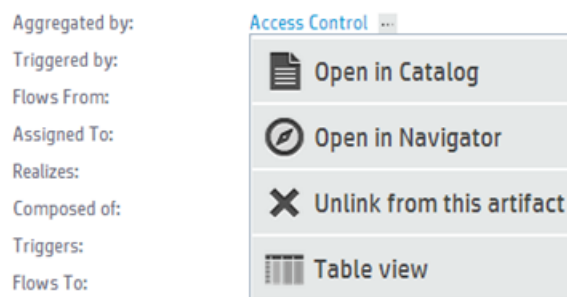 Aggregated by: Access Control ...
Triggered by:
Open in Catalog
Flows From:
Assigned To:
Open in Navigator
Realizes:
Composed of:
Unlink from this artifact
Triggers:
Table view
Flows To: